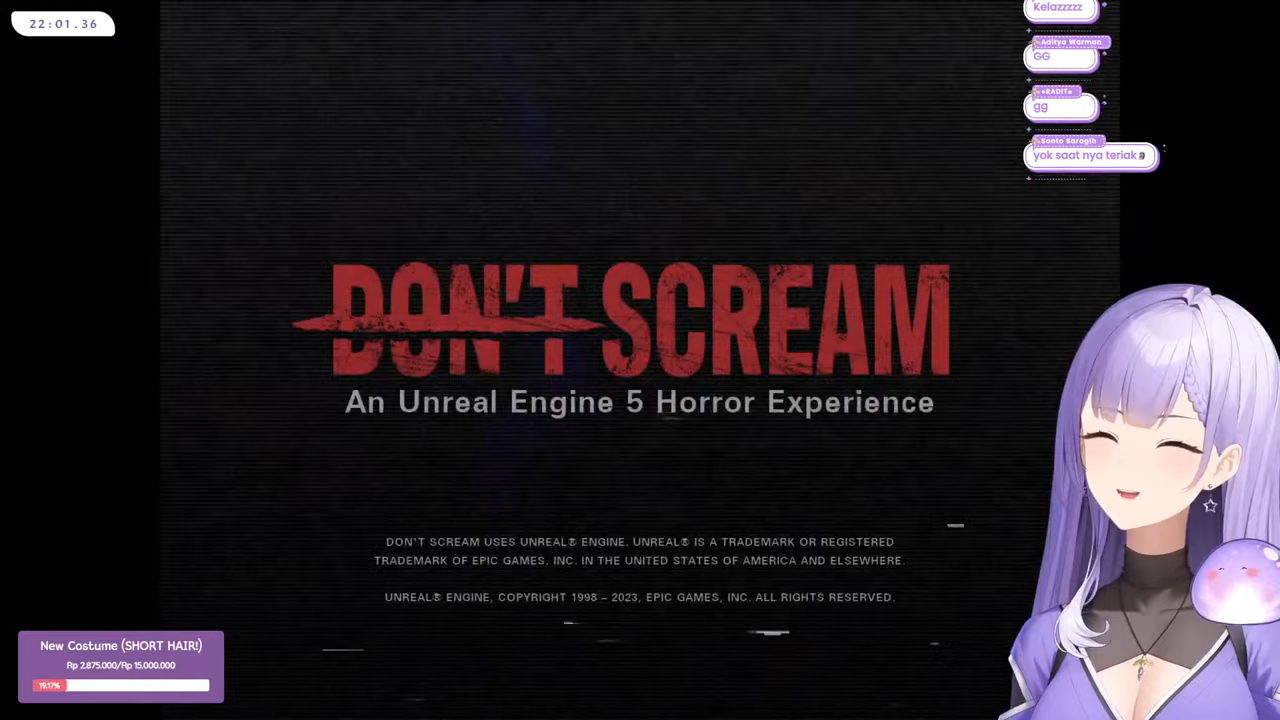 22:01.36
Kelazzzzz
Aditya Warman
GG
RADIT
gg
Santo Saragih
yok saat nya teriak
DON'T SCREAM
An Unreal Engine 5 Horror Experience
DON'T SCREAM USES UNREAL® ENGINE. UNREAL® IS A TRADEMARK OR REGISTERED
TRADEMARK OF EPIC GAMES, INC. IN THE UNITED STATES OF AMERICA AND ELSEWHERE.
UNREAL® ENGINE, COPYRIGHT 1998 – 2023, EPIC GAMES, INC. ALL RIGHTS RESERVED.
New Costume (SHORT HAIR!)
Rp 2.875.000/Rp 15.000.000
19.17%